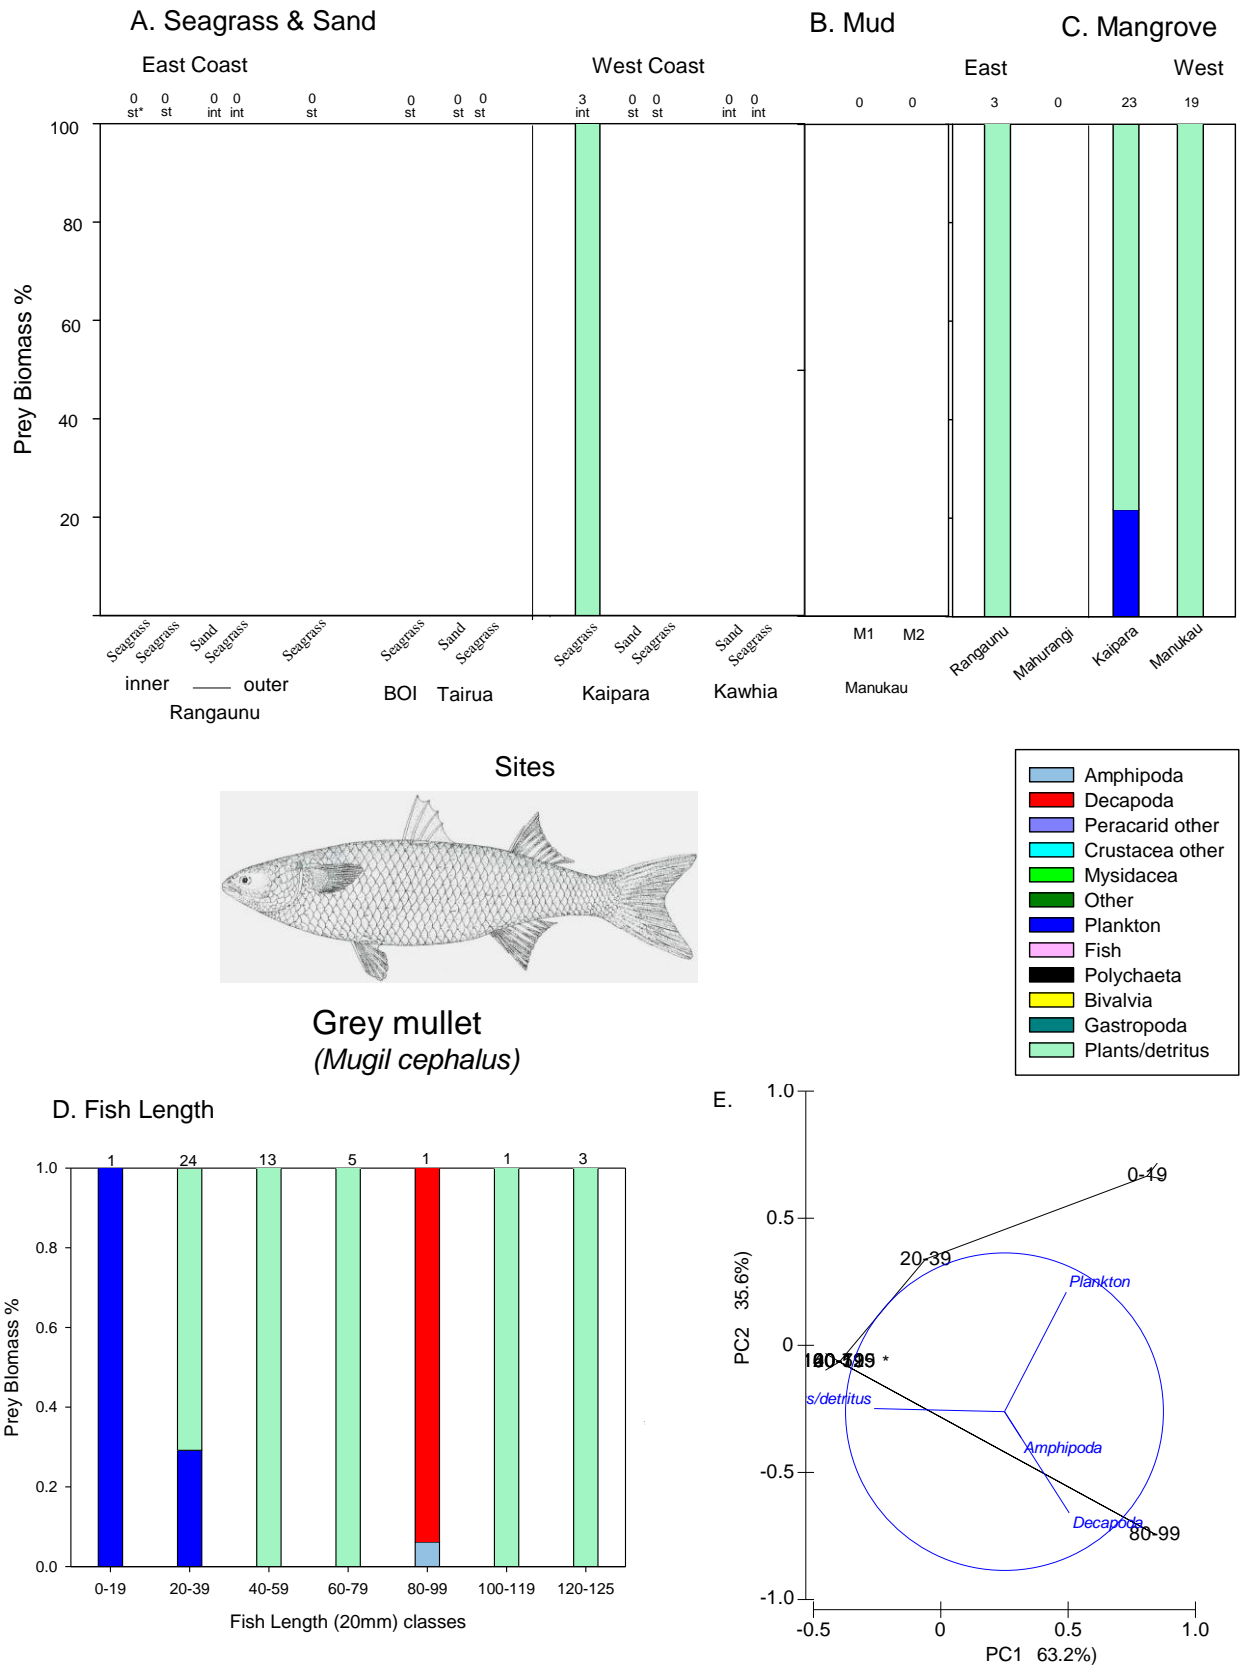 A. Seagrass & Sand
B. Mud
C. Mangrove
East Coast
West Coast
East
West
0 0 0 0 0 0 0 0 3 0 0 0 0 0 0 3 0 23 19
st* st int int st st st st int st st int int
100
80
60
40
20
Prey Biomass %
Seagrass Seagrass Sand Seagrass Seagrass Seagrass Sand Seagrass Seagrass Sand Seagrass Sand Seagrass
M1 M2
Rangaunu Mahurangi Kaipara Manukau
inner outer
Rangaunu
BOI Tairua
Kaipara
Kawhia
Manukau
Sites
Amphipoda
Decapoda
Peracarid other
Crustacea other
Mysidacea
Other
Plankton
Fish
Polychaeta
Bivalvia
Gastropoda
Plants/detritus
Grey mullet
(Mugil cephalus)
D. Fish Length
1 24 13 5 1 1 3
1.0
0.8
0.6
0.4
0.2
0.0
Prey BIomass %
0-19 20-39 40-59 60-79 80-99 100-119 120-125
Fish Length (20mm) classes
E.
1.0
0.5
0
-0.5
-1.0
PC2 35.6%)
0-19
20-39
Plankton
*
s/detritus
Amphipoda
Decapoda
80-99
-0.5 0 0.5 1.0
PC1 63.2%)